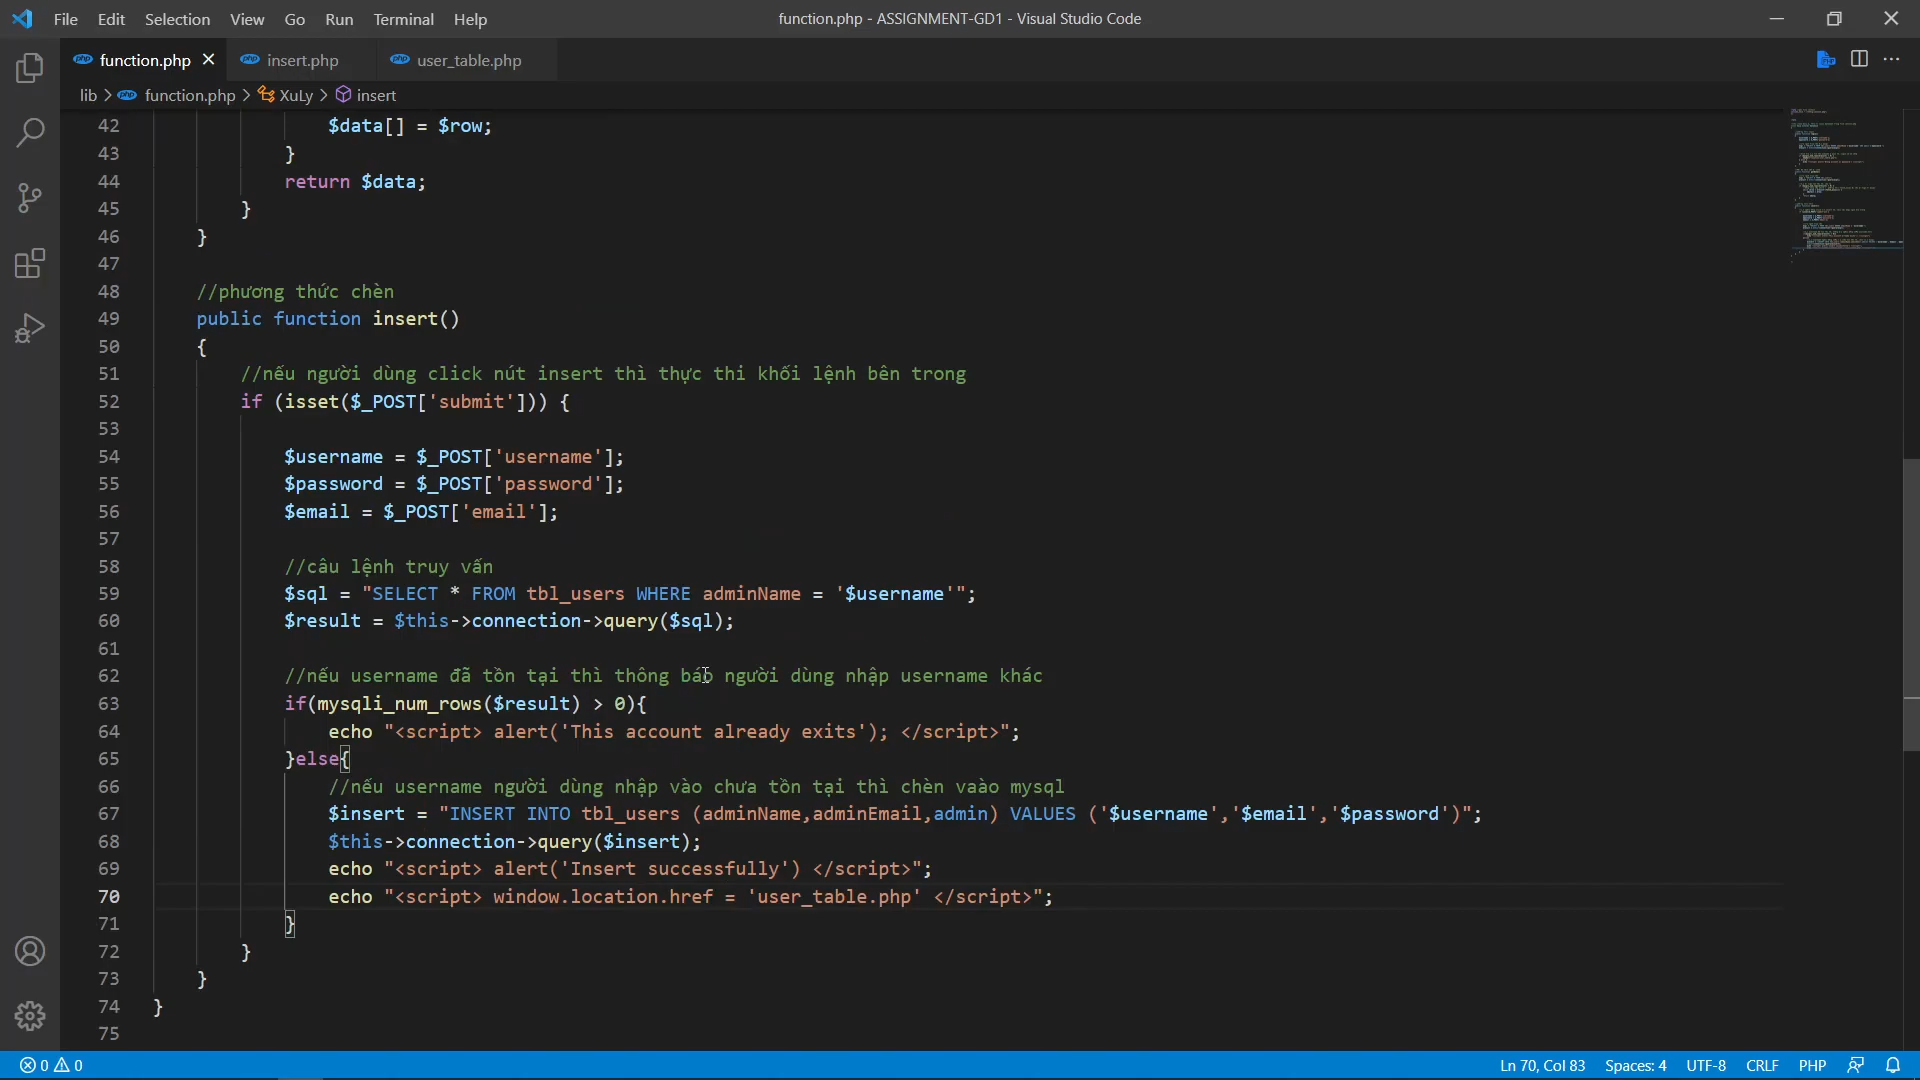 File Edit Selection View Go Run Terminal Help
function.php - ASSIGNMENT-GD1 - Visual Studio Code
function.php insert.php user_table.php
lib > function.php > XuLy > insert
42 $data[] = $row;
43 }
44 return $data;
45 }
46 }
47
48 //phương thức chèn
49 public function insert()
50 {
51 //nếu người dùng click nút insert thì thực thi khối lệnh bên trong
52 if (isset($_POST['submit'])) {
53
54 $username = $_POST['username'];
55 $password = $_POST['password'];
56 $email = $_POST['email'];
57
58 //câu lệnh truy vấn
59 $sql = "SELECT * FROM tbl_users WHERE adminName = '$username'";
60 $result = $this->connection->query($sql);
61
62 //nếu username đã tồn tại thì thông báo người dùng nhập username khác
63 if(mysqli_num_rows($result) > 0){
64 echo "<script> alert('This account already exits'); </script>";
65 }else{
66 //nếu username người dùng nhập vào chưa tồn tại thì chèn vaào mysql
67 $insert = "INSERT INTO tbl_users (adminName,adminEmail,admin) VALUES ('$username','$email','$password')";
68 $this->connection->query($insert);
69 echo "<script> alert('Insert successfully') </script>";
70 echo "<script> window.location.href = 'user_table.php' </script>";
71 }
72 }
73 }
74 }
75
0 0 Ln 70, Col 83 Spaces: 4 UTF-8 CRLF PHP